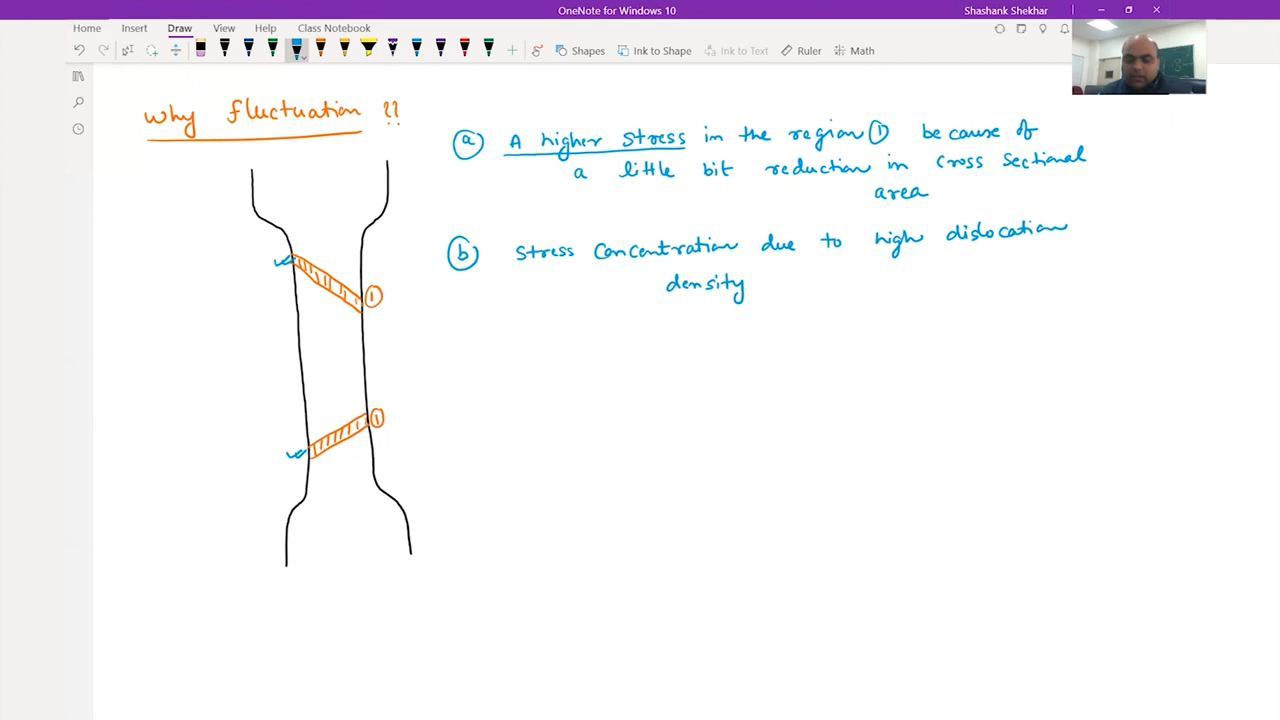 OneNote for Windows 10
Shashank Shekhar
Home Insert Draw View Help Class Notebook
Shapes Ink to Shape Ink to Text Ruler Math
Why fluctuation ??
(a) A higher stress in the region ① because of
a little bit reduction in cross sectional
area
(b) stress concentration due to high dislocation
density
①
①